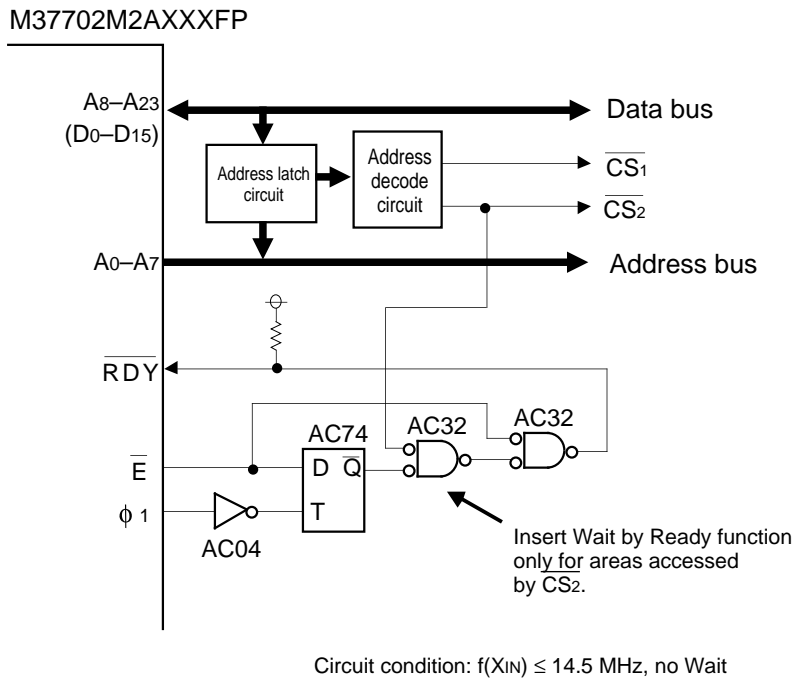 M37702M2AXXXFP
A8–A23
(D0–D15)
Data bus
Address latch
circuit
Address
decode
circuit
CS1
CS2
A0–A7
Address bus
RDY
AC32
AC32
AC74
E
D Q
ϕ 1
T
AC04
Insert Wait by Ready function
only for areas accessed
by CS2.
Circuit condition: f(XIN) ≤ 14.5 MHz, no Wait